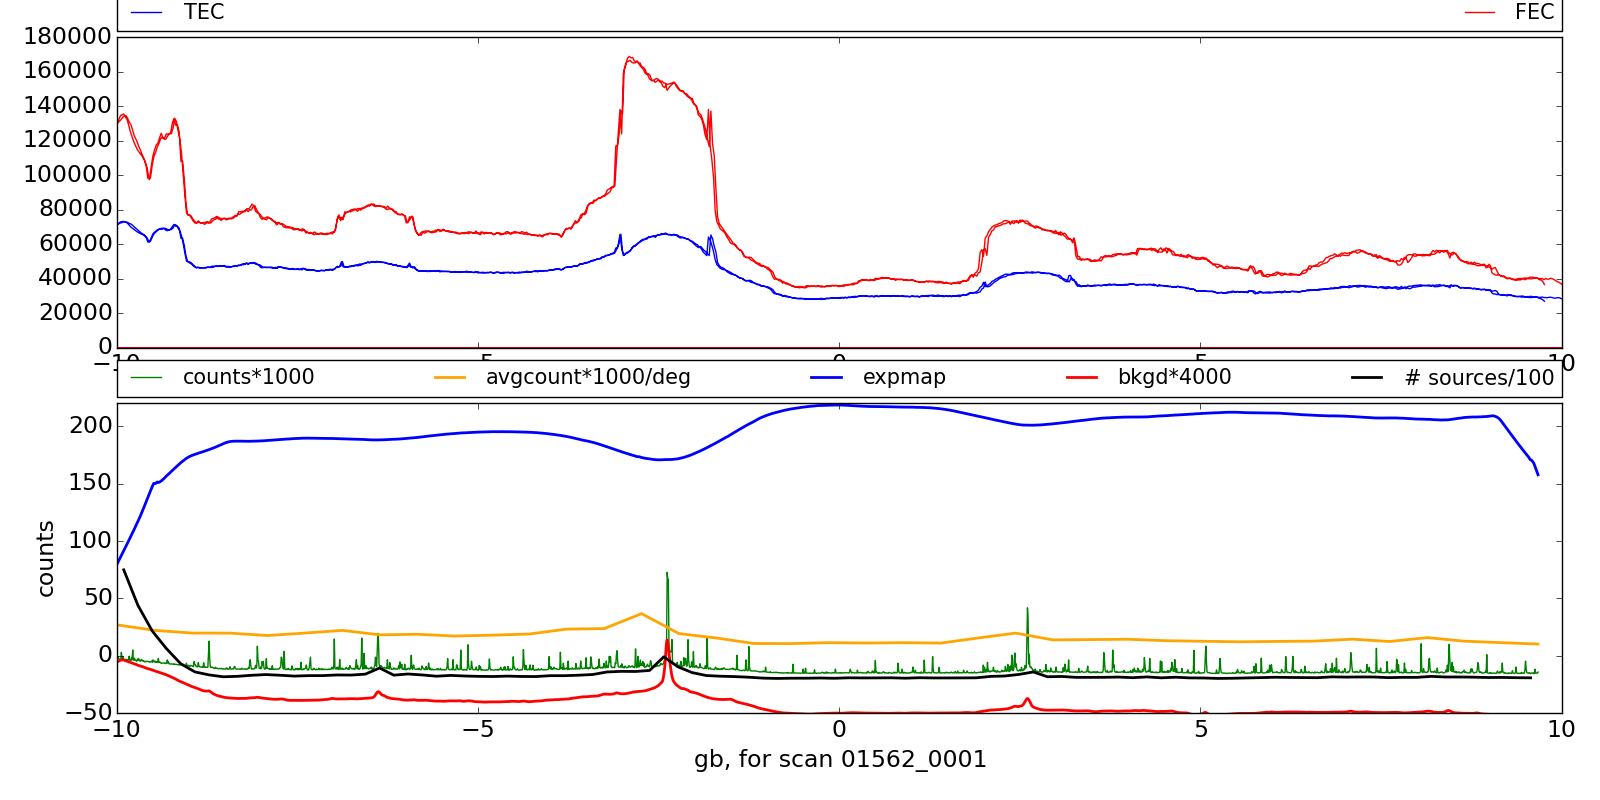 TEC FEC
180000
160000
140000
120000
100000
80000
60000
40000
20000
0
−10 −5 0 5 10
counts*1000 avgcount*1000/deg expmap bkgd*4000 # sources/100
200
150
100
50
0
−50
counts
−10 −5 0 5 10
gb, for scan 01562_0001